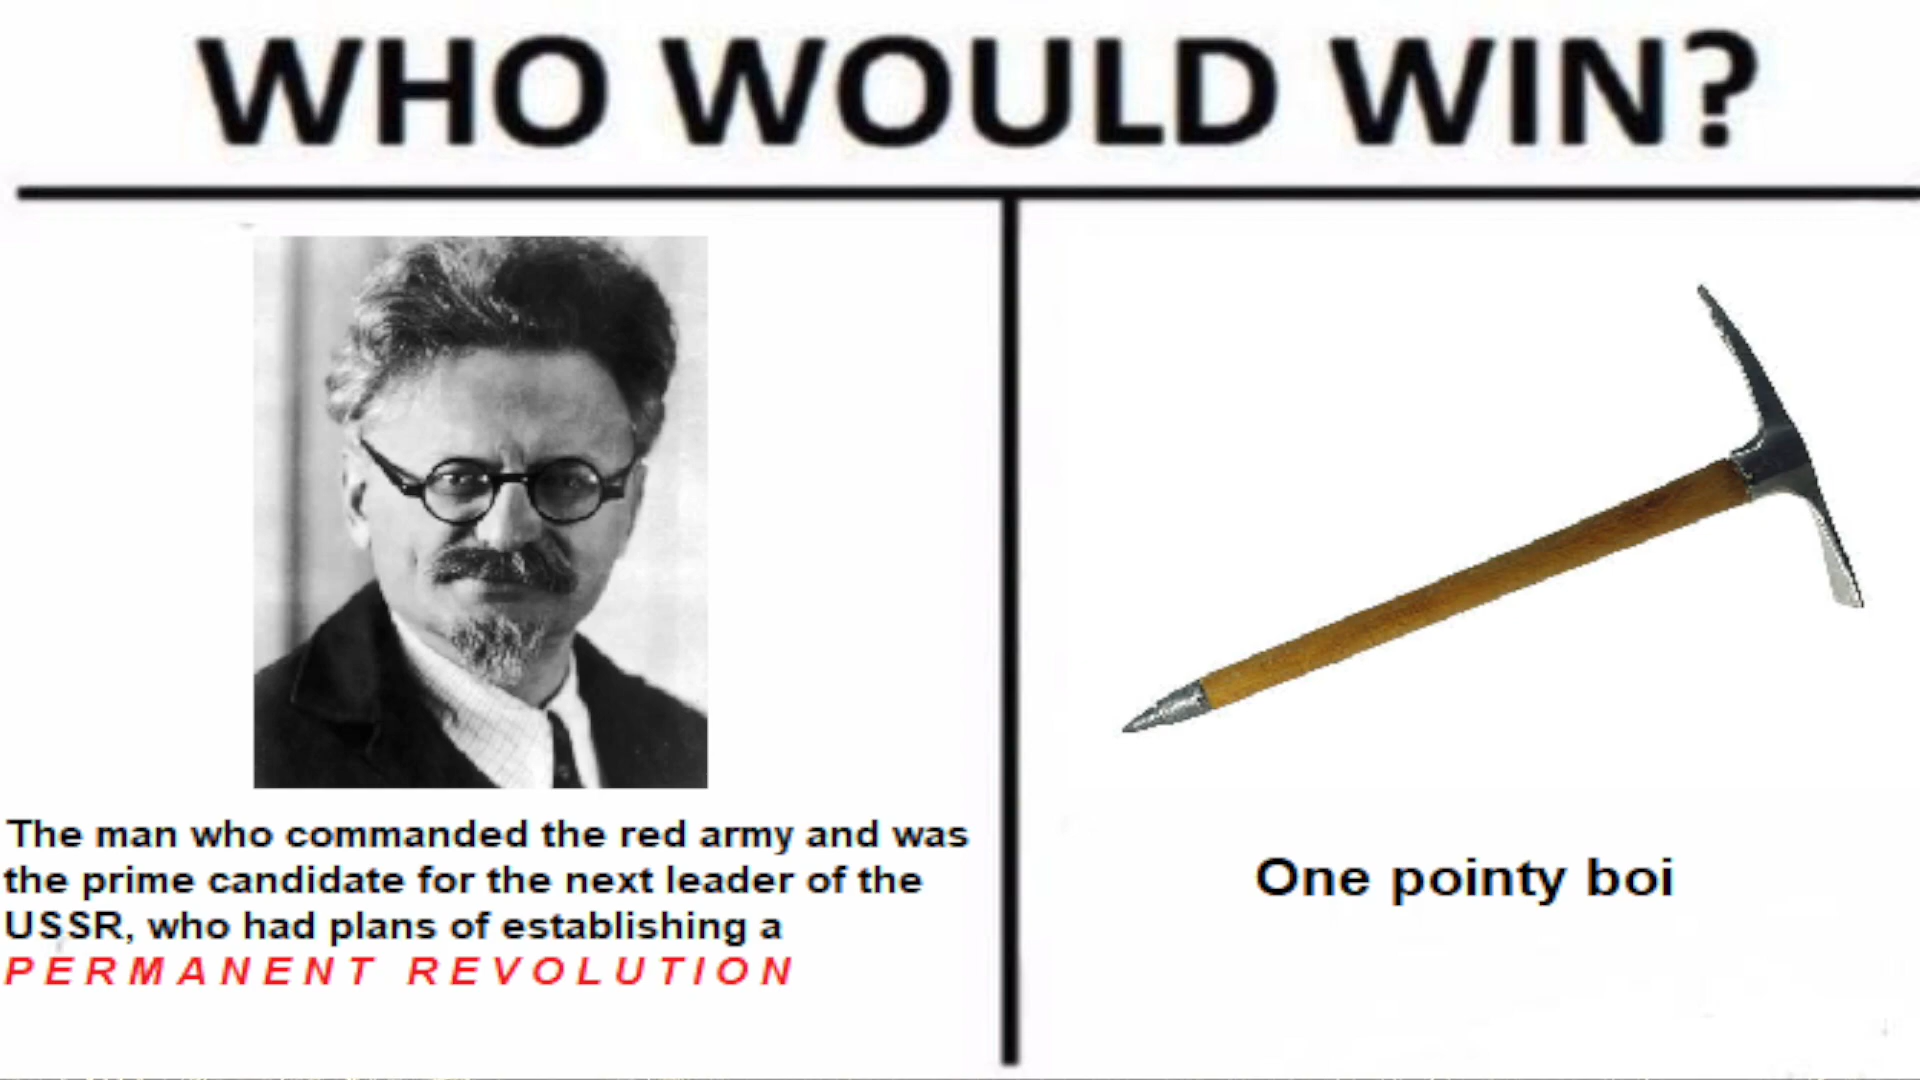 WHO WOULD WIN?
The man who commanded the red army and was
the prime candidate for the next leader of the
USSR, who had plans of establishing a
PERMANENT REVOLUTION
One pointy boi